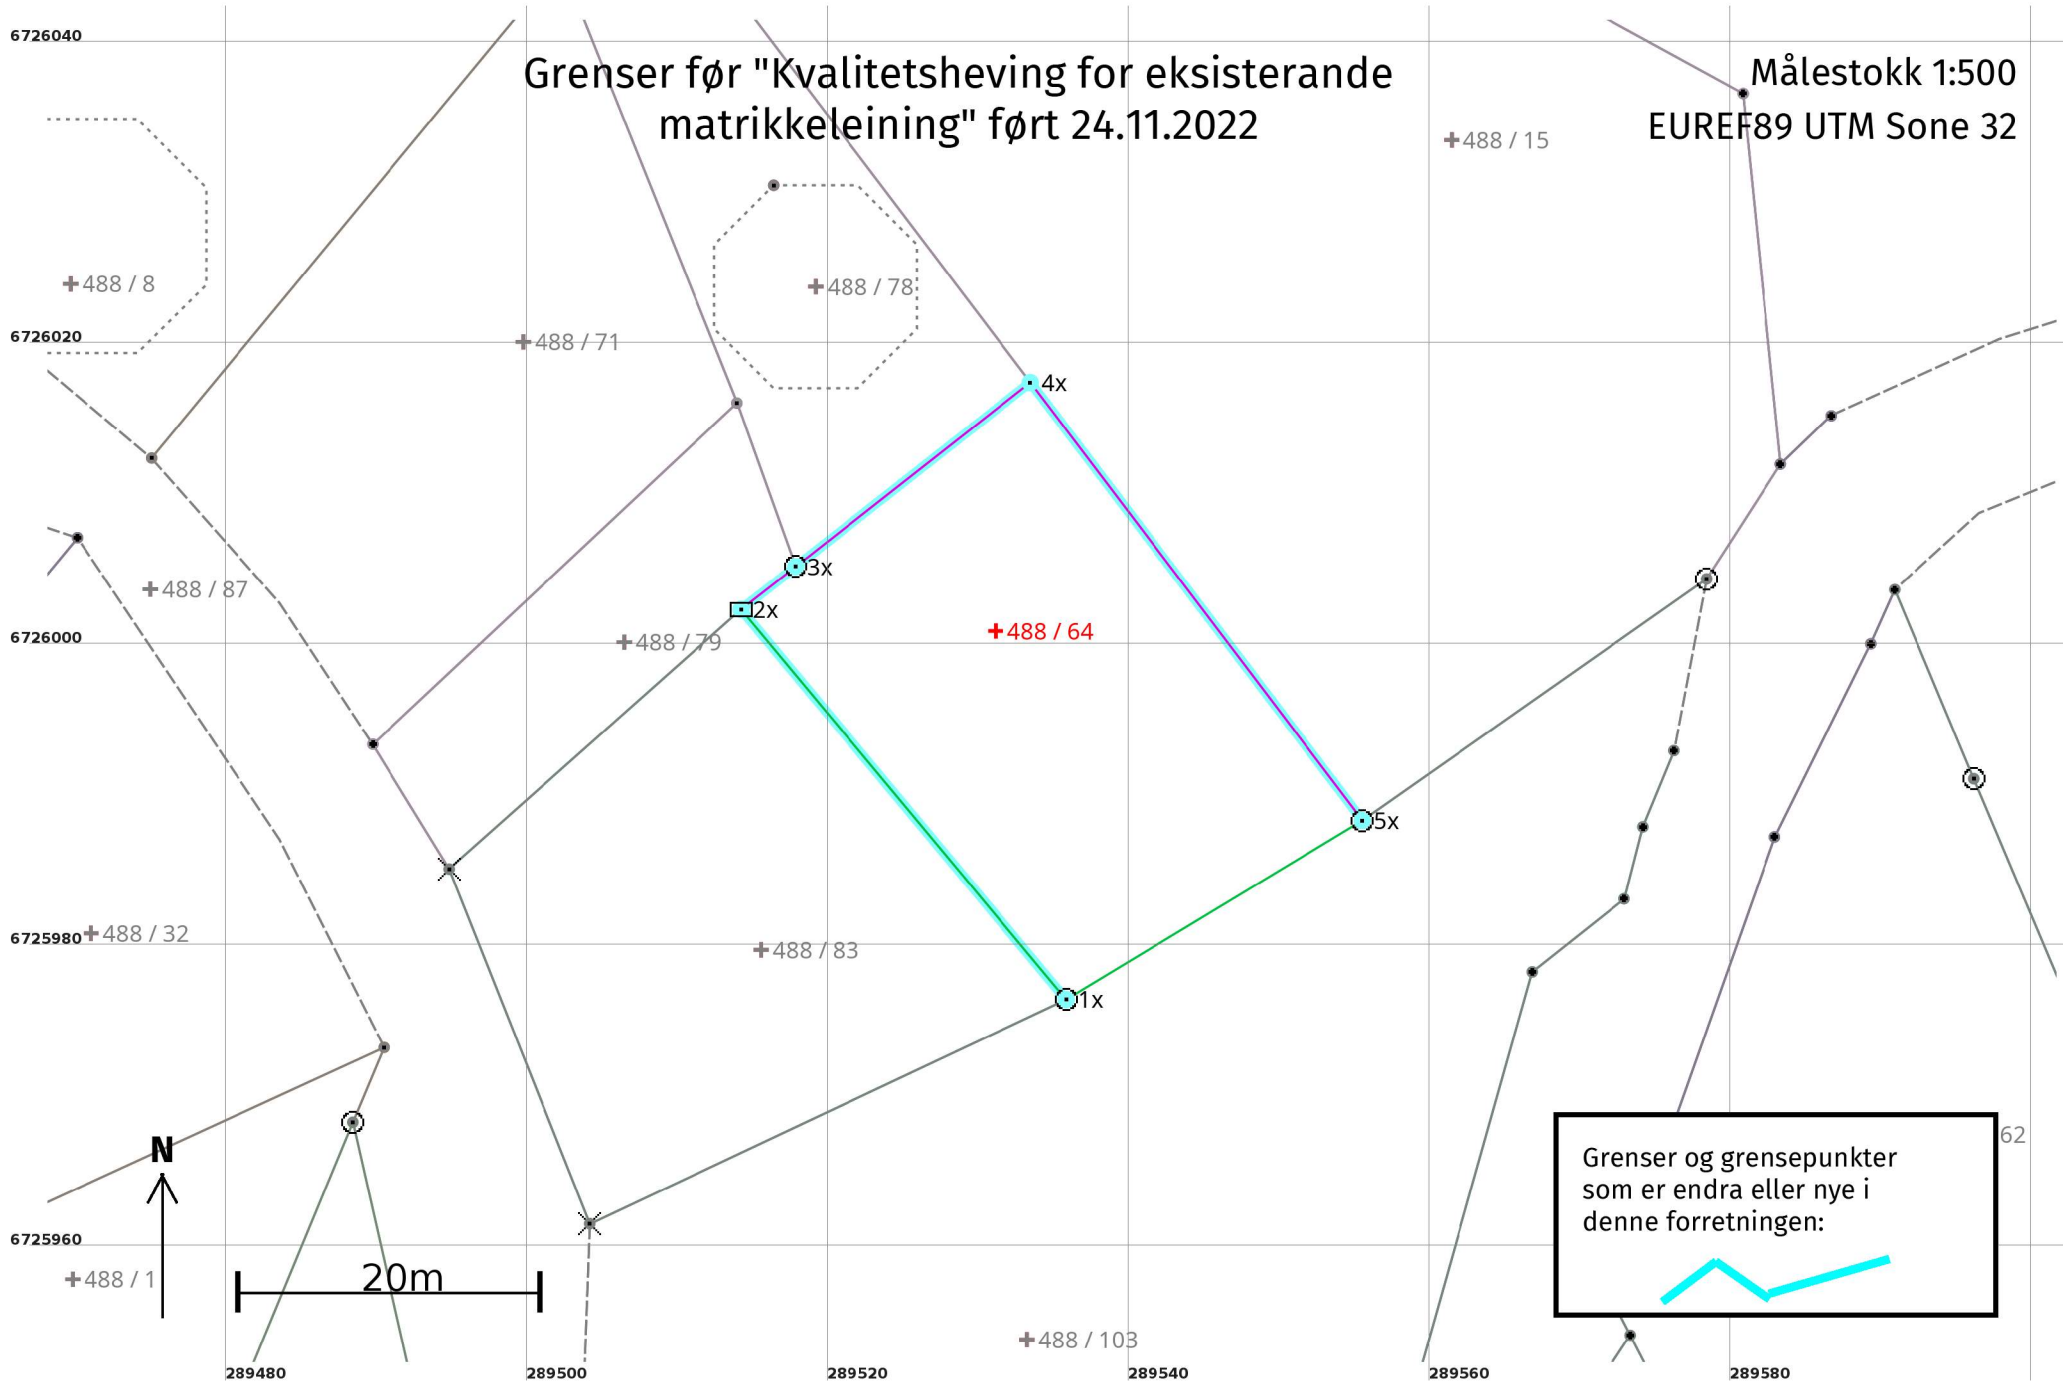 6726040
Grenser før "Kvalitetsheving for eksisterande
matrikkeleining" ført 24.11.2022
Målestokk 1:500
EUREF89 UTM Sone 32
488 / 15
488 / 8
488 / 78
6726020
488 / 71
4x
3x
488 / 87
2x
6726000
488 / 79
488 / 64
5x
6725980
488 / 32
488 / 83
1x
N
62
Grenser og grensepunkter
som er endra eller nye i
denne forretningen:
6725960
488 / 1
20m
488 / 103
289480
289500
289520
289540
289560
289580